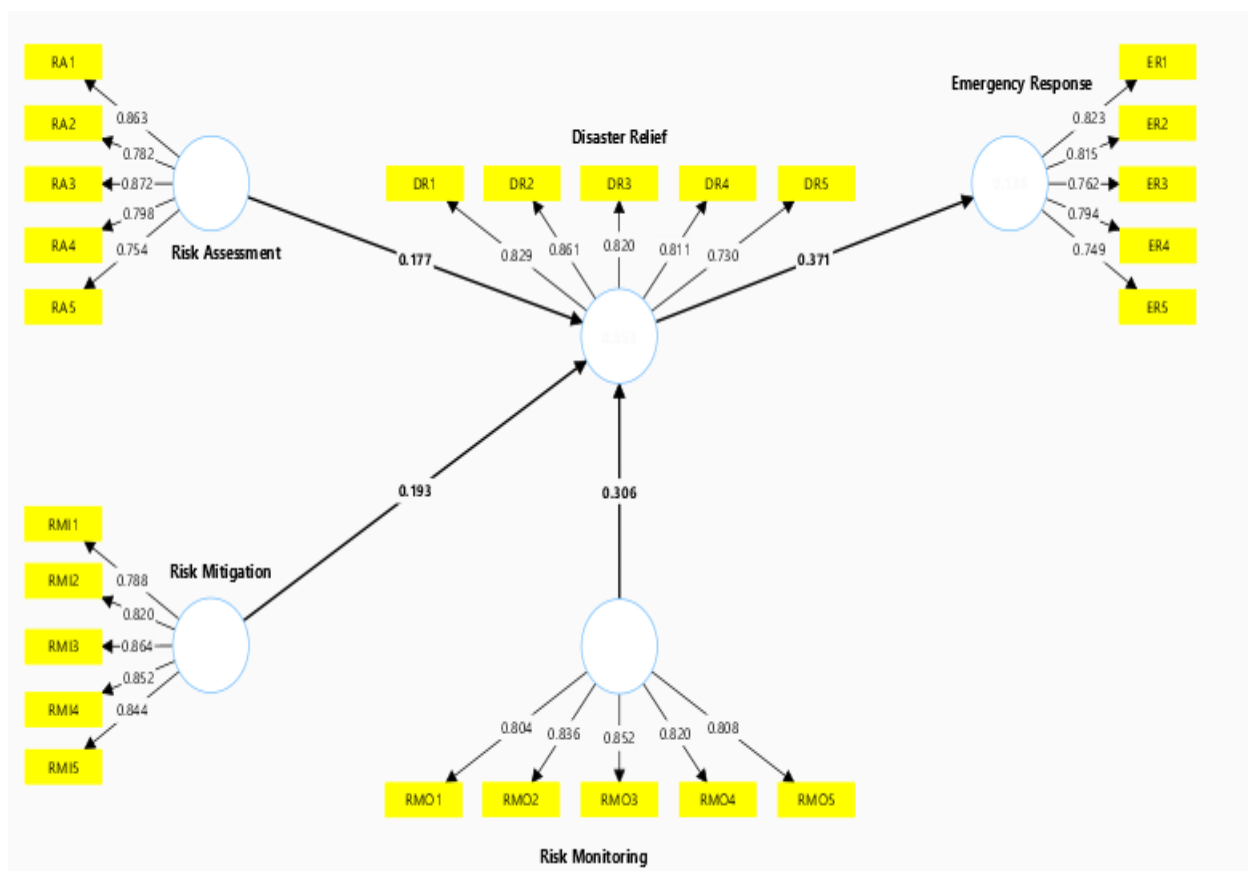 RA1
RA2
RA3
RA4
RA5
0.863
0.782
0.872
0.798
0.754
Risk Assessment
0.177
Disaster Relief
DR1
DR2
DR3
DR4
DR5
0.829
0.861
0.820
0.811
0.730
Emergency Response
ER1
ER2
ER3
ER4
ER5
0.823
0.815
0.762
0.794
0.749
0.371
0.193
0.306
RMI1
RMI2
RMI3
RMI4
RMI5
0.788
0.820
0.864
0.852
0.844
Risk Mitigation
0.804
0.836
0.852
0.820
0.808
RMO1
RMO2
RMO3
RMO4
RMO5
Risk Monitoring